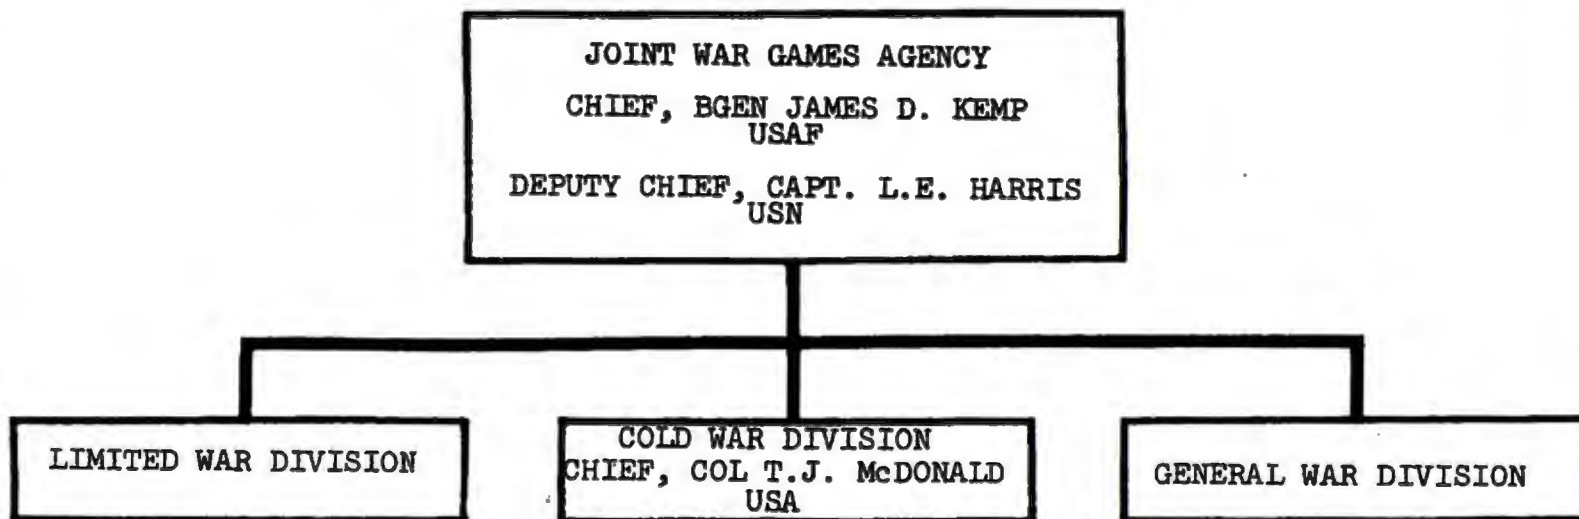 JOINT WAR GAMES AGENCY
CHIEF, BGEN JAMES D. KEMP
USAF
DEPUTY CHIEF, CAPT. L.E. HARRIS
USN
LIMITED WAR DIVISION
COLD WAR DIVISION
CHIEF, COL T.J. McDONALD
USA
GENERAL WAR DIVISION